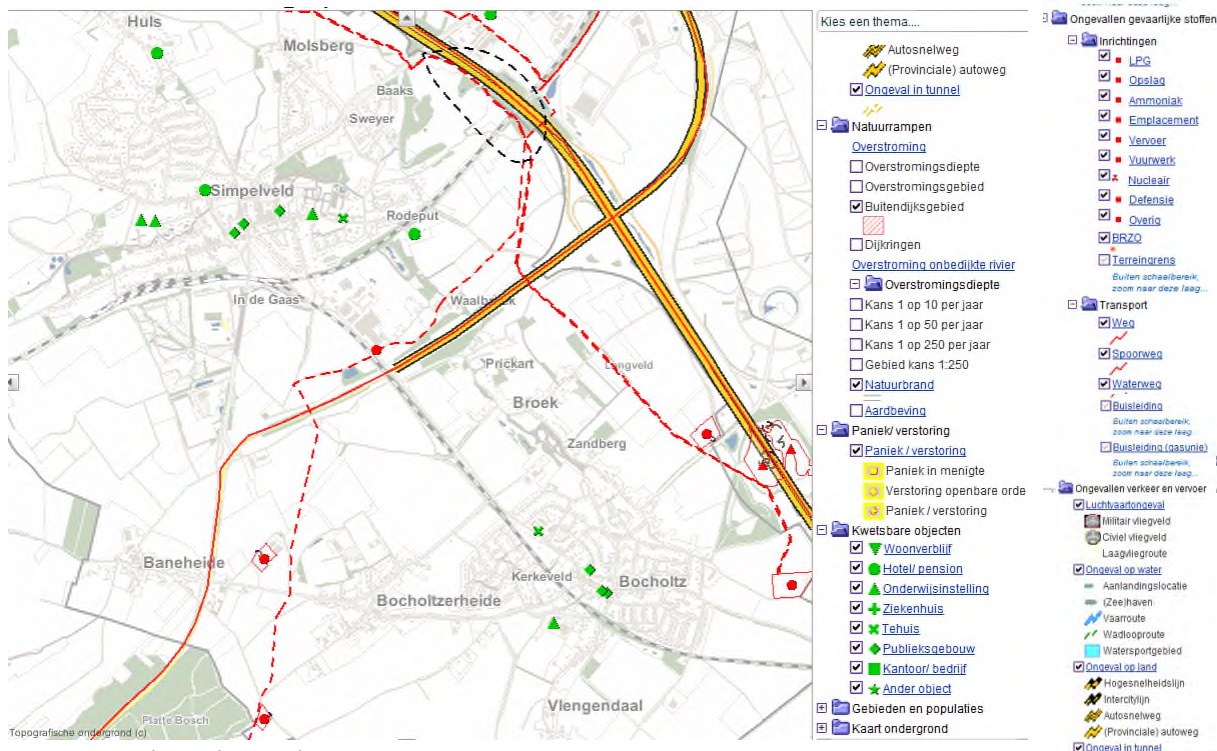 Huls
Molsberg
Baaks
Sweyer
Simpelveld
Rodeput
In de Gaas
Waalbroek
Prickart
Langveld
Broek
Zandberg
Baneheide
Kerkeveld
Bocholtz
Bocholtzerheide
Vlengendaal
Platte Bosch
Topografische ondergrond (c)
Kies een thema....
Autosnelweg
(Provinciale) autoweg
Ongeval in tunnel
Natuurrampen
Overstroming
Overstromingsdiepte
Overstromingsgebied
Buitendijksgebied
Dijkringen
Overstroming onbedijkte rivier
Overstromingsdiepte
Kans 1 op 10 per jaar
Kans 1 op 50 per jaar
Kans 1 op 250 per jaar
Gebied kans 1:250
Natuurbrand
Aardbeving
Paniek/ verstoring
Paniek / verstoring
Paniek in menigte
Verstoring openbare orde
Paniek / verstoring
Kwetsbare objecten
Woonverblijf
Hotel/ pension
Onderwijsinstelling
Ziekenhuis
Tehuis
Publieksgebouw
Kantoor/ bedrijf
Ander object
Gebieden en populaties
Kaart ondergrond
Ongevallen gevaarlijke stoffen
Inrichtingen
LPG
Opslag
Ammoniak
Emplacement
Vervoer
Vuurwerk
Nucleair
Defensie
Overig
BRZO
Terreingrens
Buiten schaalbereik,
zoom naar deze laag...
Transport
Weg
Spoorweg
Waterweg
Buisleiding
Buiten schaalbereik,
zoom naar deze laag...
Buisleiding (gasunie)
Buiten schaalbereik,
zoom naar deze laag...
Ongevallen verkeer en vervoer
Luchtvaartongeval
Militair vliegveld
Civiel vliegveld
Laagvliegroute
Ongeval op water
Aanlandingslocatie
(Zee)haven
Vaarroute
Wadlooproute
Watersportgebied
Ongeval op land
Hogesnelheidslijn
Intercitylijn
Autosnelweg
(Provinciale) autoweg
Ongeval in tunnel